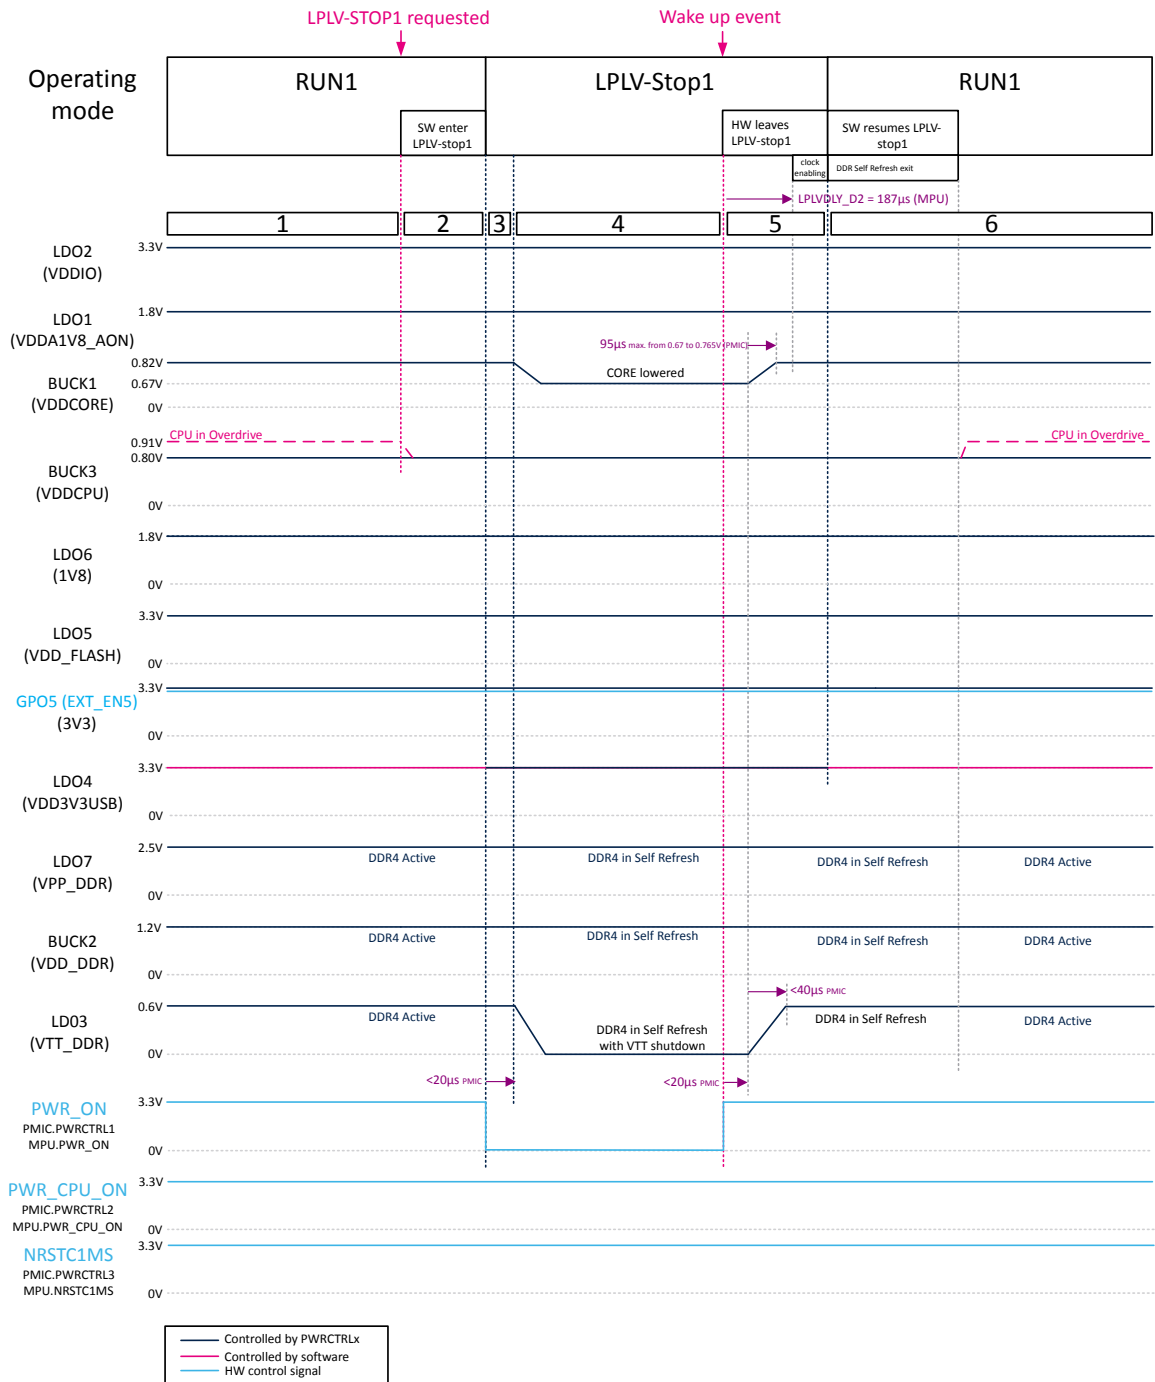 LPLV-STOP1 requested
Wake up event
Operating
mode
RUN1
LPLV-Stop1
RUN1
SW enter
LPLV-stop1
HW leaves
LPLV-stop1
SW resumes LPLV-
stop1
clock
enabling
DDR Self Refresh exit
LPLVDLY_D2 = 187µs (MPU)
1
2
3
4
5
6
LDO2
(VDDIO)
3.3V
LDO1
(VDDA1V8_AON)
1.8V
95µs max. from 0.67 to 0.765V (PMIC)
BUCK1
(VDDCORE)
0.82V
0.67V
0V
CORE lowered
BUCK3
(VDDCPU)
0.91V
0.80V
0V
CPU in Overdrive
CPU in Overdrive
LDO6
(1V8)
1.8V
0V
LDO5
(VDD_FLASH)
3.3V
0V
GPO5 (EXT_EN5)
(3V3)
3.3V
0V
LDO4
(VDD3V3USB)
3.3V
0V
LDO7
(VPP_DDR)
2.5V
0V
DDR4 Active
DDR4 in Self Refresh
DDR4 in Self Refresh
DDR4 Active
BUCK2
(VDD_DDR)
1.2V
0V
DDR4 Active
DDR4 in Self Refresh
DDR4 in Self Refresh
DDR4 Active
<40µs PMIC
LD03
(VTT_DDR)
0.6V
0V
DDR4 Active
DDR4 in Self Refresh
with VTT shutdown
DDR4 in Self Refresh
DDR4 Active
<20µs PMIC
<20µs PMIC
PWR_ON
PMIC.PWRCTRL1
MPU.PWR_ON
3.3V
0V
PWR_CPU_ON
PMIC.PWRCTRL2
MPU.PWR_CPU_ON
3.3V
0V
NRSTC1MS
PMIC.PWRCTRL3
MPU.NRSTC1MS
3.3V
0V
Controlled by PWRCTRLx
Controlled by software
HW control signal